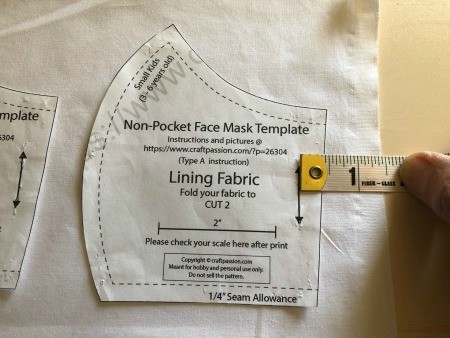 Small Kids
(3 - 6 years old)
emplate
6304
Non-Pocket Face Mask Template
Instructions and pictures @
https://www.craftpassion.com/?p=26304
(Type A instruction)
Lining Fabric
Fold your fabric to
CUT 2
2"
Please check your scale here after print
Copyright © craftpassion.com
Meant for hobby and personal use only.
Do not sell the pattern.
1/4" Seam Allowance
1